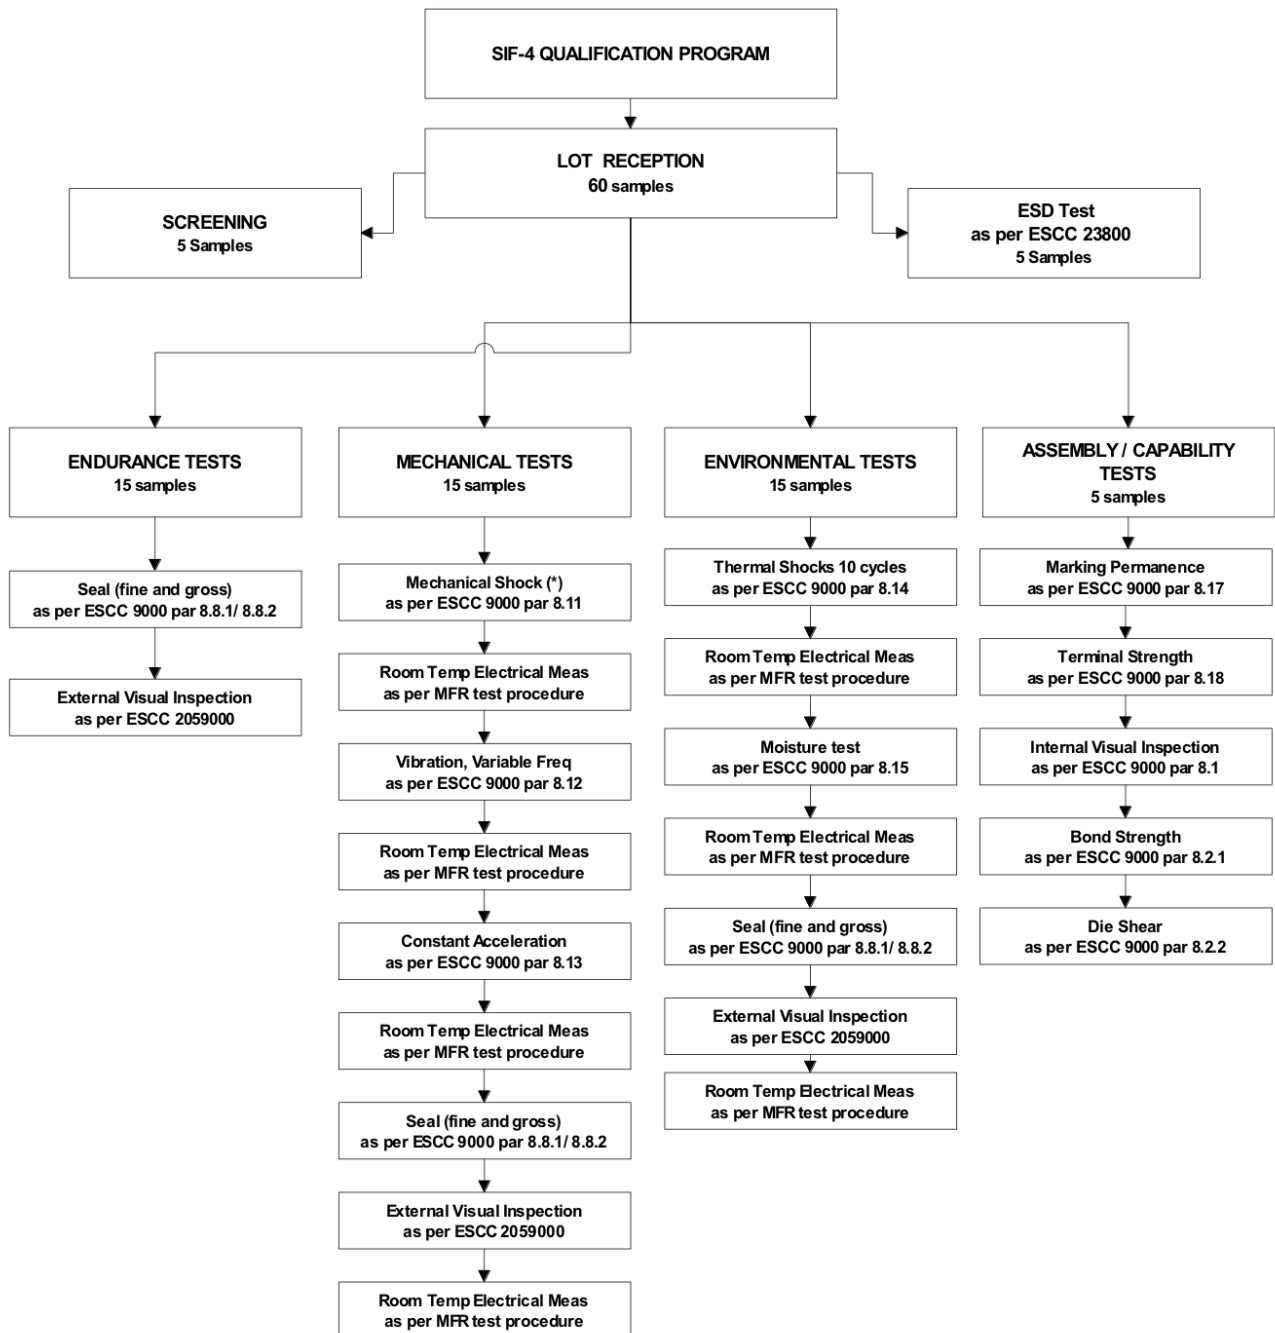 SIF-4 QUALIFICATION PROGRAM
LOT RECEPTION
60 samples
SCREENING
5 Samples
ESD Test
as per ESCC 23800
5 Samples
ENDURANCE TESTS
15 samples
Seal (fine and gross)
as per ESCC 9000 par 8.8.1/ 8.8.2
External Visual Inspection
as per ESCC 2059000
MECHANICAL TESTS
15 samples
Mechanical Shock (*)
as per ESCC 9000 par 8.11
Room Temp Electrical Meas
as per MFR test procedure
Vibration, Variable Freq
as per ESCC 9000 par 8.12
Room Temp Electrical Meas
as per MFR test procedure
Constant Acceleration
as per ESCC 9000 par 8.13
Room Temp Electrical Meas
as per MFR test procedure
Seal (fine and gross)
as per ESCC 9000 par 8.8.1/ 8.8.2
External Visual Inspection
as per ESCC 2059000
Room Temp Electrical Meas
as per MFR test procedure
ENVIRONMENTAL TESTS
15 samples
Thermal Shocks 10 cycles
as per ESCC 9000 par 8.14
Room Temp Electrical Meas
as per MFR test procedure
Moisture test
as per ESCC 9000 par 8.15
Room Temp Electrical Meas
as per MFR test procedure
Seal (fine and gross)
as per ESCC 9000 par 8.8.1/ 8.8.2
External Visual Inspection
as per ESCC 2059000
Room Temp Electrical Meas
as per MFR test procedure
ASSEMBLY / CAPABILITY
TESTS
5 samples
Marking Permanence
as per ESCC 9000 par 8.17
Terminal Strength
as per ESCC 9000 par 8.18
Internal Visual Inspection
as per ESCC 9000 par 8.1
Bond Strength
as per ESCC 9000 par 8.2.1
Die Shear
as per ESCC 9000 par 8.2.2